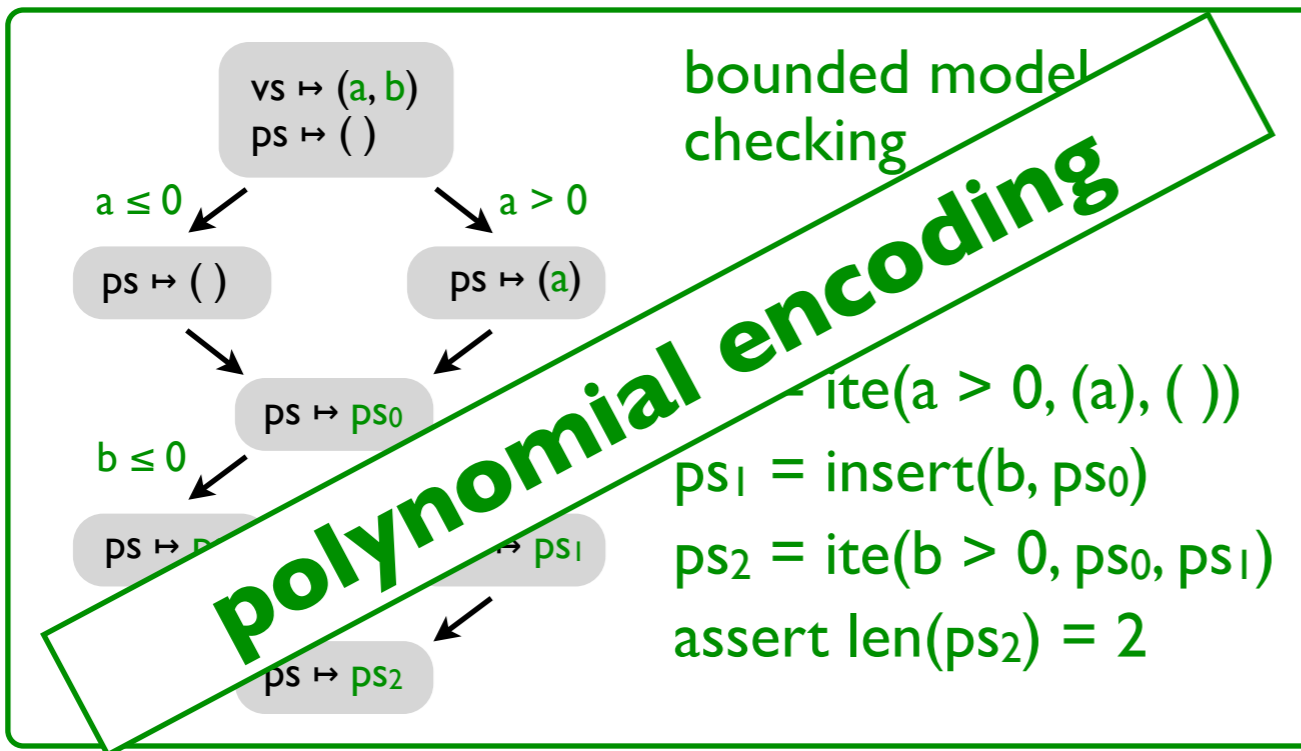 vs ↦ (a, b)
ps ↦ ( )
bounded model
checking
a ≤ 0
a > 0
ps ↦ ( )
ps ↦ (a)
polynomial encoding
ps ↦ ps₀
= ite(a > 0, (a), ( ))
b ≤ 0
ps₁ = insert(b, ps₀)
ps ↦
↦ ps₁
ps₂ = ite(b > 0, ps₀, ps₁)
assert len(ps₂) = 2
ps ↦ ps₂